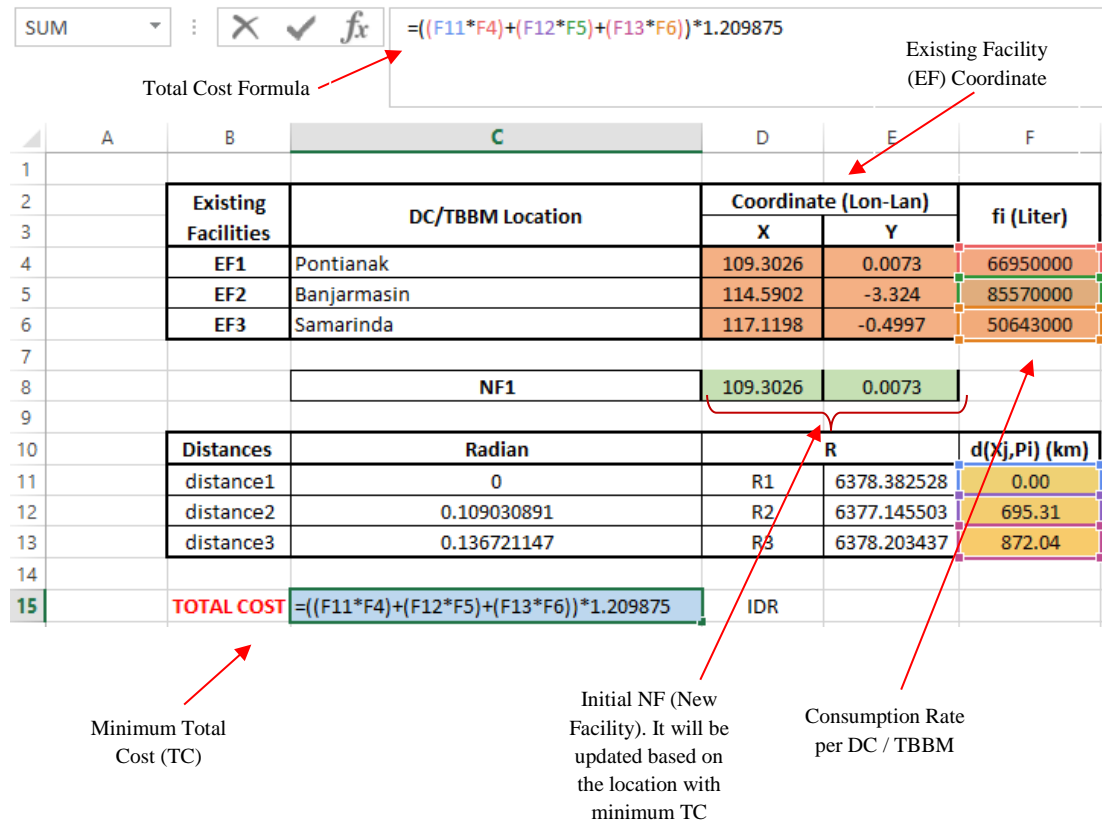 SUM fx =((F11*F4)+(F12*F5)+(F13*F6))*1.209875
Total Cost Formula
Existing Facility
(EF) Coordinate
A B C D E F
1
2 Existing Facilities DC/TBBM Location Coordinate (Lon-Lan) fi (Liter)
3 X Y
4 EF1 Pontianak 109.3026 0.0073 66950000
5 EF2 Banjarmasin 114.5902 -3.324 85570000
6 EF3 Samarinda 117.1198 -0.4997 50643000
7
8 NF1 109.3026 0.0073
9
10 Distances Radian R d(Xj,Pi) (km)
11 distance1 0 R1 6378.382528 0.00
12 distance2 0.109030891 R2 6377.145503 695.31
13 distance3 0.136721147 R3 6378.203437 872.04
14
15 TOTAL COST =((F11*F4)+(F12*F5)+(F13*F6))*1.209875 IDR
Minimum Total
Cost (TC)
Initial NF (New
Facility). It will be
updated based on
the location with
minimum TC
Consumption Rate
per DC / TBBM